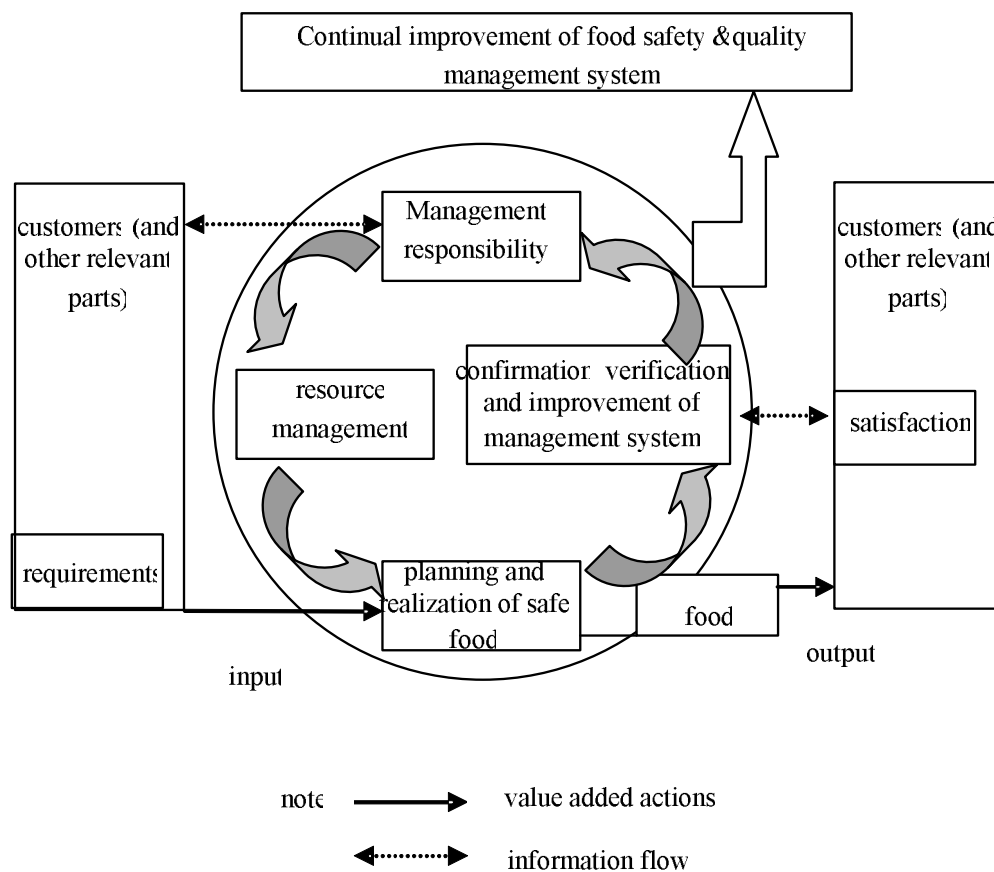 Continual improvement of food safety &quality
management system
customers (and
other relevant
parts)
Management
responsibility
customers (and
other relevant
parts)
resource
management
confirmation verification
and improvement of
management system
satisfaction
requirements
planning and
realization of safe
food
food
input
output
note
value added actions
information flow